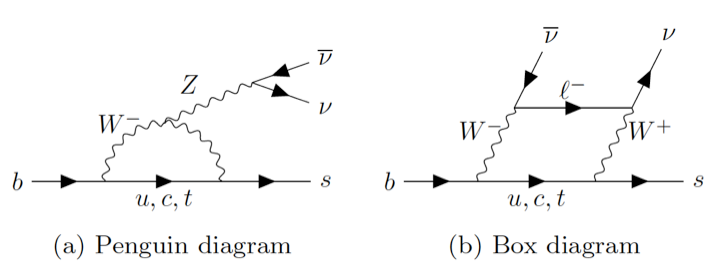 ν̅
ν
Z
W⁻
b
u, c, t
s
(a) Penguin diagram
ν̅
ν
ℓ⁻
W⁻
W⁺
b
u, c, t
s
(b) Box diagram